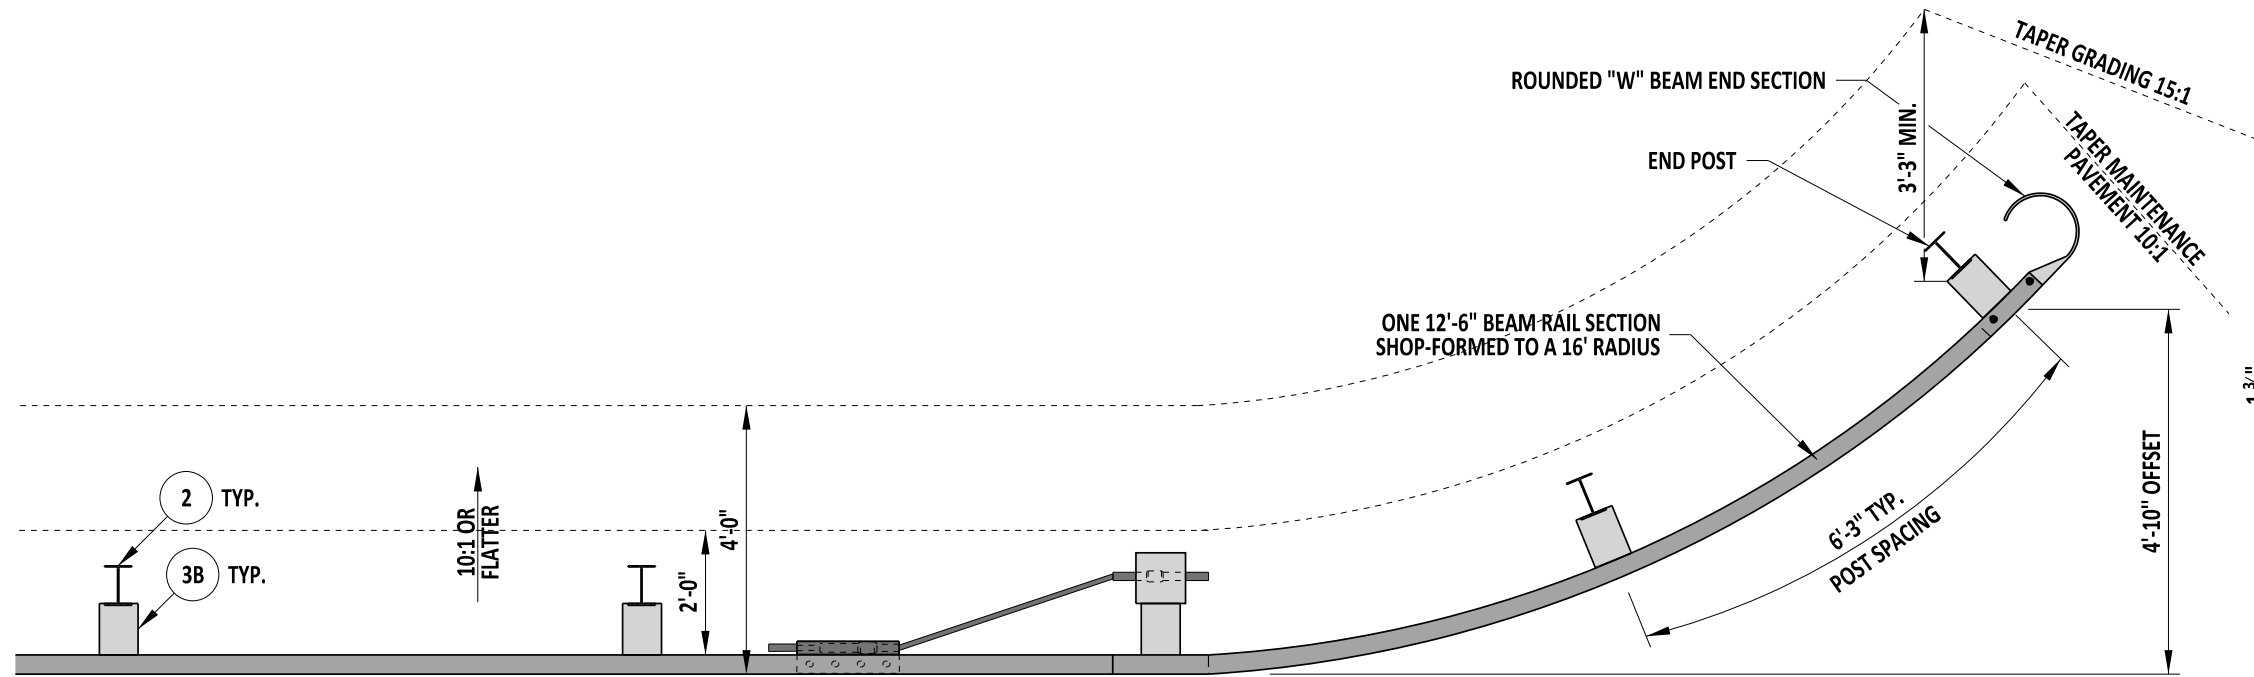 TAPER GRADING 15:1
ROUNDED "W" BEAM END SECTION
3'-3" MIN.
TAPER MAINTENANCE
PAVEMENT 10:1
END POST
ONE 12'-6" BEAM RAIL SECTION
SHOP-FORMED TO A 16' RADIUS
2 TYP.
3B TYP.
10:1 OR
FLATTER
4'-0"
2'-0"
6'-3" TYP.
POST SPACING
4'-10" OFFSET